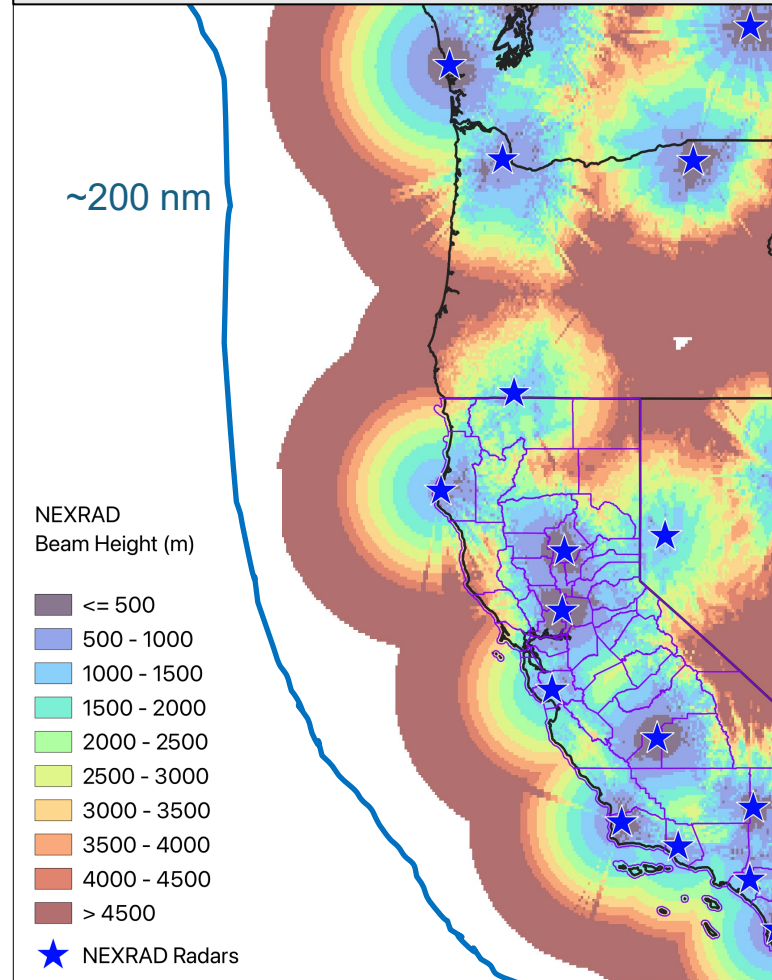 ~200 nm
NEXRAD
Beam Height (m)
<= 500
500 - 1000
1000 - 1500
1500 - 2000
2000 - 2500
2500 - 3000
3000 - 3500
3500 - 4000
4000 - 4500
> 4500
NEXRAD Radars